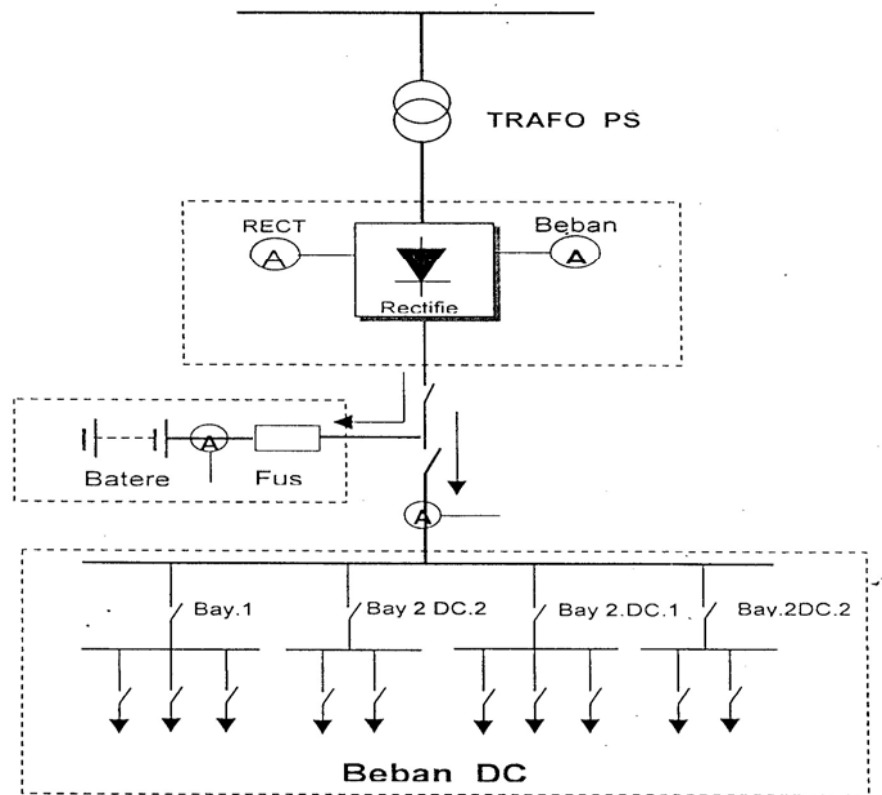 TRAFO PS
RECT
Beban
A
A
Rectifie
A
Batere
Fus
A
Bay.1
Bay 2 DC.2
Bay 2.DC.1
Bay.2DC.2
Beban DC